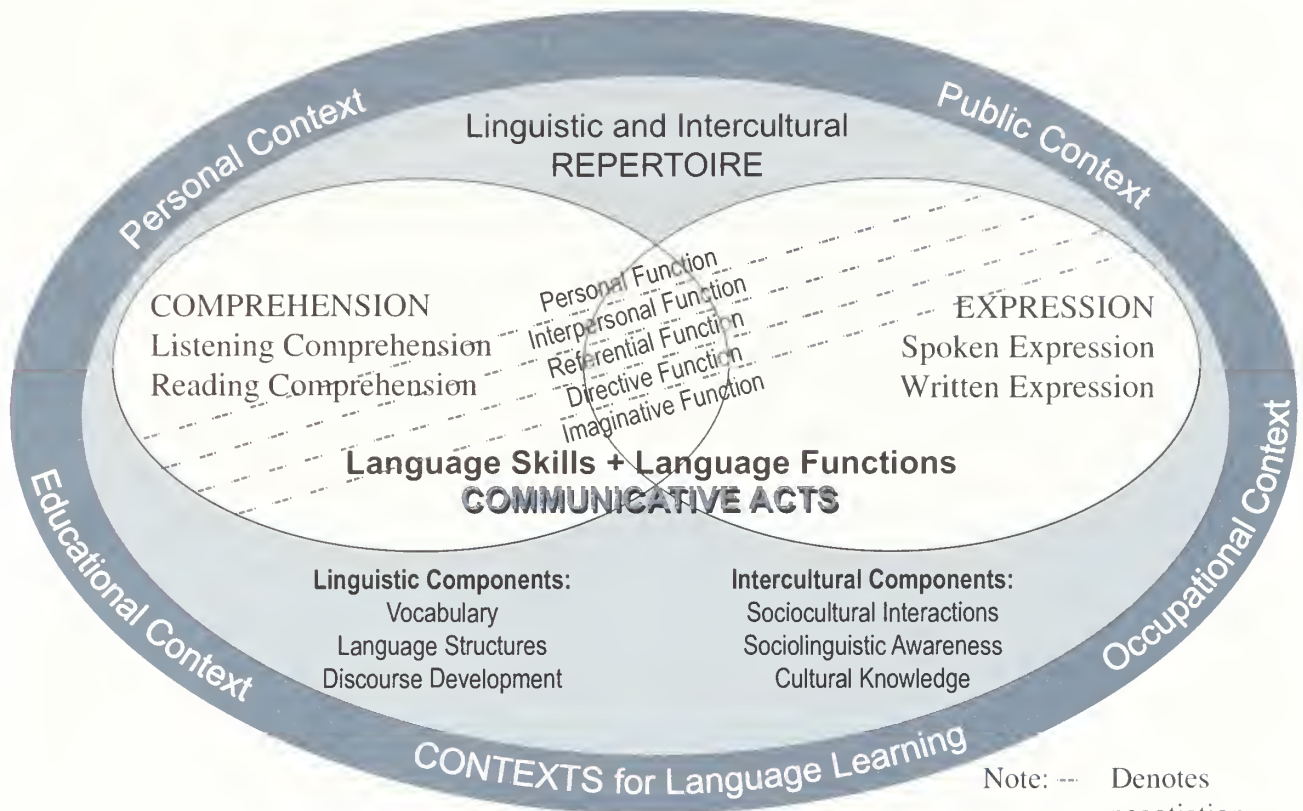 Personal Context
Public Context
Linguistic and Intercultural
REPERTOIRE
COMPREHENSION
Listening Comprehension
Reading Comprehension
Personal Function
Interpersonal Function
Referential Function
Directive Function
Imaginative Function
EXPRESSION
Spoken Expression
Written Expression
Language Skills + Language Functions
COMMUNICATIVE ACTS
Linguistic Components:
Vocabulary
Language Structures
Discourse Development
Intercultural Components:
Sociocultural Interactions
Sociolinguistic Awareness
Cultural Knowledge
Educational Context
Occupational Context
CONTEXTS for Language Learning
Note: --- Denotes